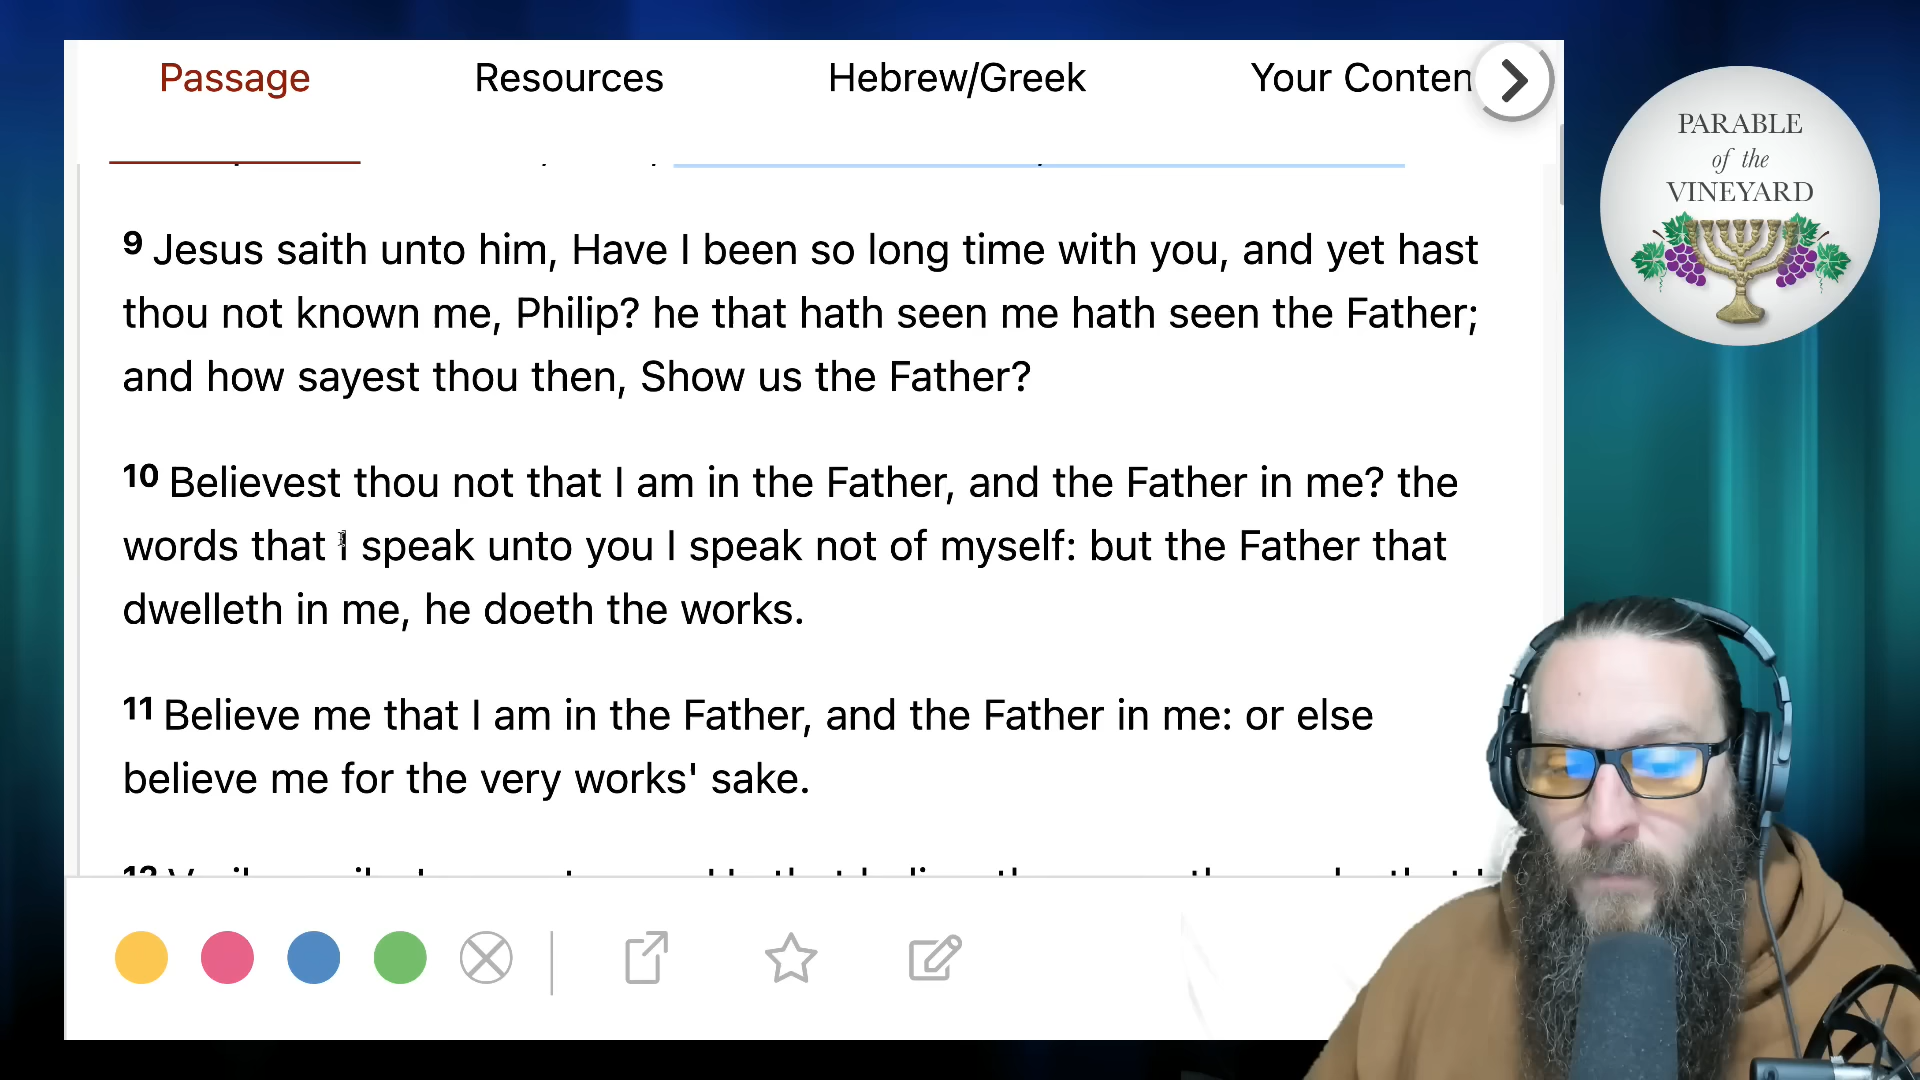 Passage
Resources
Hebrew/Greek
Your Conten
9 Jesus saith unto him, Have I been so long time with you, and yet hast
thou not known me, Philip? he that hath seen me hath seen the Father;
and how sayest thou then, Show us the Father?
10 Believest thou not that I am in the Father, and the Father in me? the
words that I speak unto you I speak not of myself: but the Father that
dwelleth in me, he doeth the works.
11 Believe me that I am in the Father, and the Father in me: or else
believe me for the very works' sake.
PARABLE
of the
VINEYARD